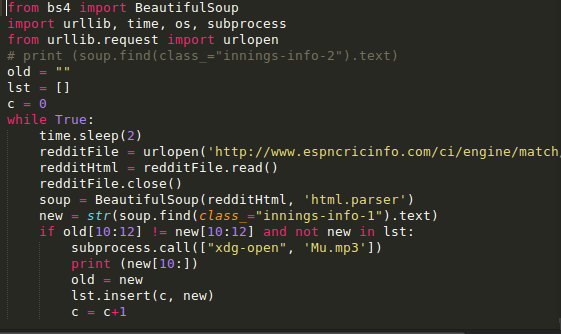 from bs4 import BeautifulSoup
import urllib, time, os, subprocess
from urllib.request import urlopen
# print (soup.find(class_="innings-info-2").text)
old = ""
lst = []
c = 0
while True:
    time.sleep(2)
    redditFile = urlopen('http://www.espncricinfo.com/ci/engine/match
    redditHtml = redditFile.read()
    redditFile.close()
    soup = BeautifulSoup(redditHtml, 'html.parser')
    new = str(soup.find(class_="innings-info-1").text)
    if old[10:12] != new[10:12] and not new in lst:
        subprocess.call(["xdg-open", 'Mu.mp3'])
        print (new[10:])
        old = new
        lst.insert(c, new)
        c = c+1